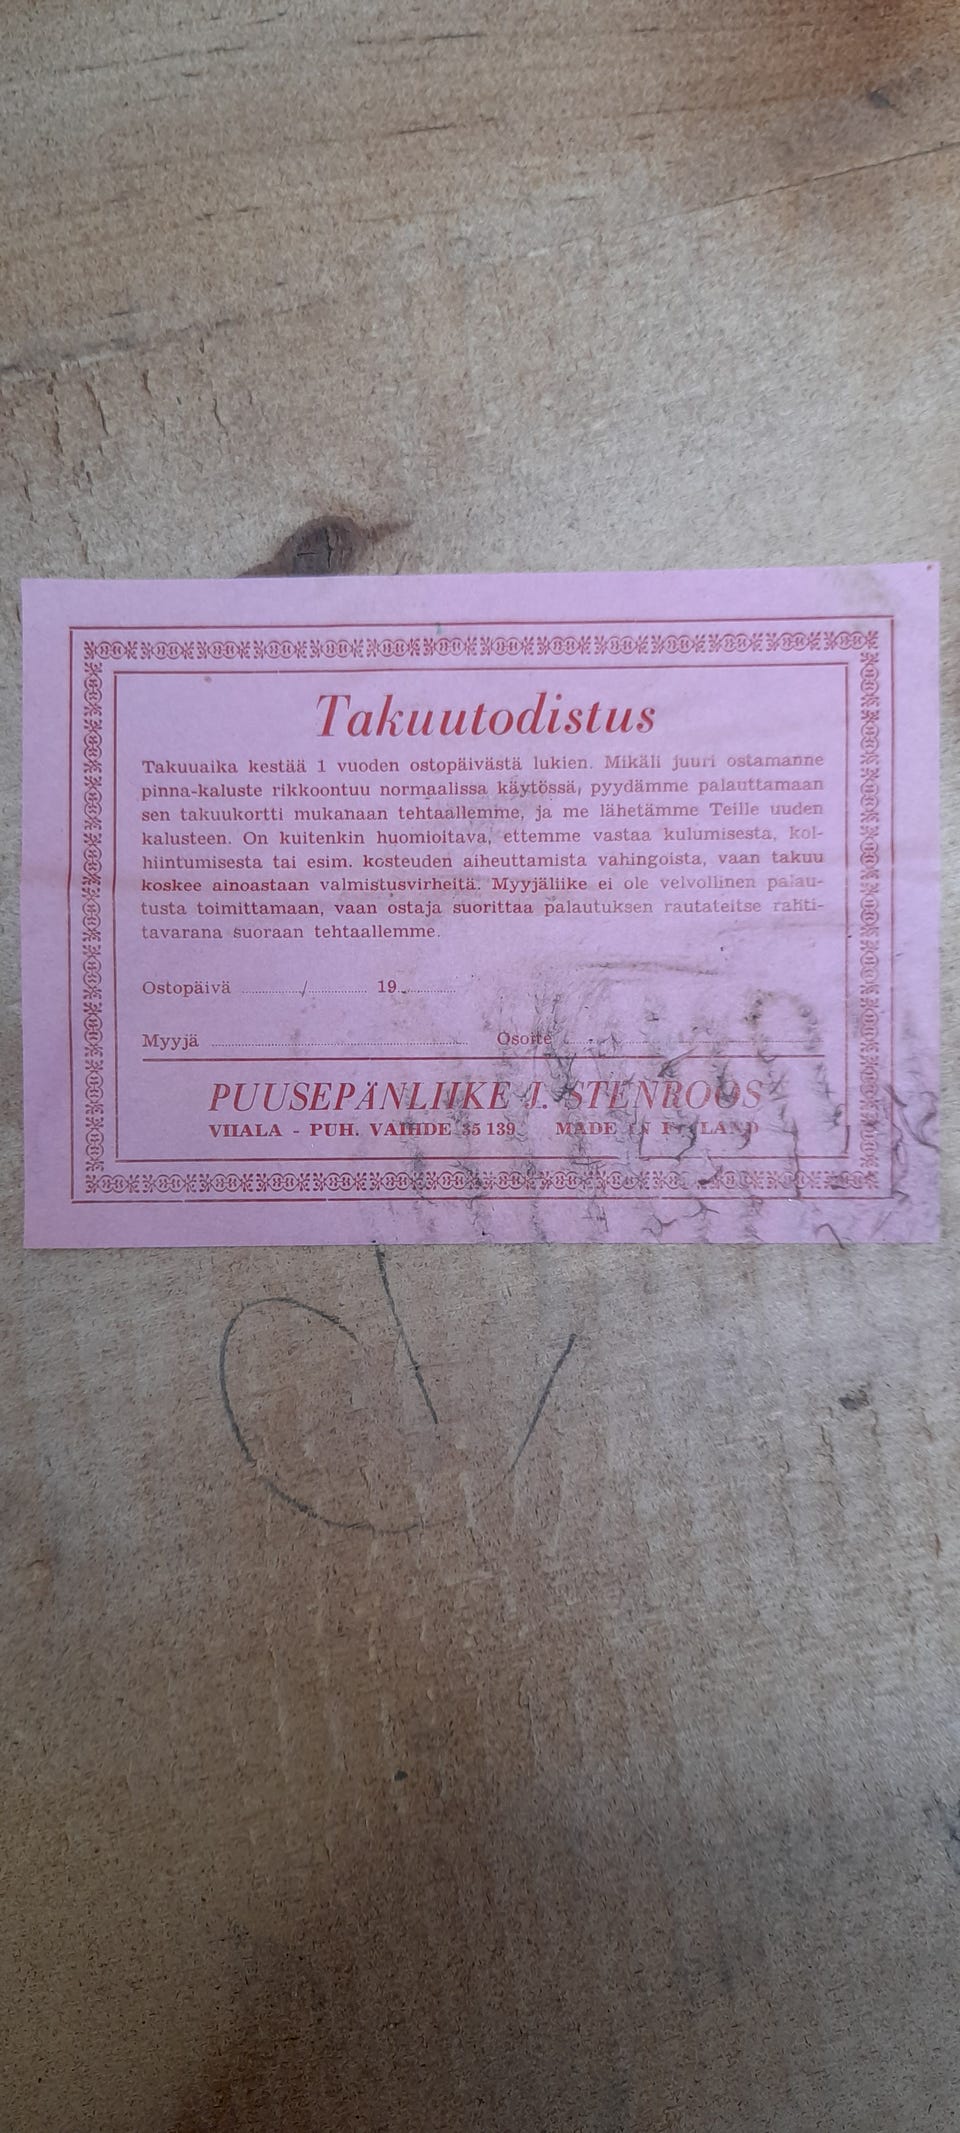 Takuutodistus
Takuuaika kestää 1 vuoden ostopäivästä lukien. Mikäli juuri ostamanne
pinna-kaluste rikkoontuu normaalissa käytössä, pyydämme palauttamaan
sen takuukortti mukanaan tehtaallemme, ja me lähetämme Teille uuden
kalusteen. On kuitenkin huomioitava, ettemme vastaa kulumisesta, kol-
hiintumisesta tai esim. kosteuden aiheuttamista vahingoista, vaan takuu
koskee ainoastaan valmistusvirheitä. Myyjäliike ei ole velvollinen palau-
tusta toimittamaan, vaan ostaja suorittaa palautuksen rautateitse rahti-
tavarana suoraan tehtaallemme.
Ostopäivä ............/............ 19............
Myyjä ........................ Osoite ........................
PUUSEPÄNLIIKE J. STENROOS
VIIALA - PUH. VAIHDE 35 139 MADE IN FINLAND